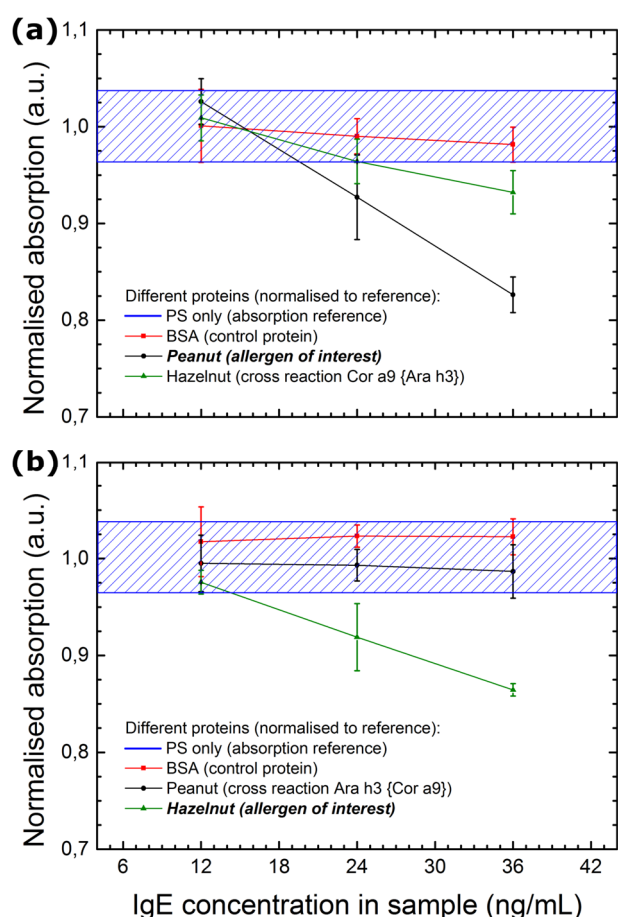 (a)
1,1
1,0
0,9
0,8
0,7
Normalised absorption (a.u.)
Different proteins (normalised to reference):
PS only (absorption reference)
BSA (control protein)
Peanut (allergen of interest)
Hazelnut (cross reaction Cor a9 {Ara h3})
(b)
1,1
1,0
0,9
0,8
0,7
Normalised absorption (a.u.)
Different proteins (normalised to reference):
PS only (absorption reference)
BSA (control protein)
Peanut (cross reaction Ara h3 {Cor a9})
Hazelnut (allergen of interest)
6 12 18 24 30 36 42
IgE concentration in sample (ng/mL)